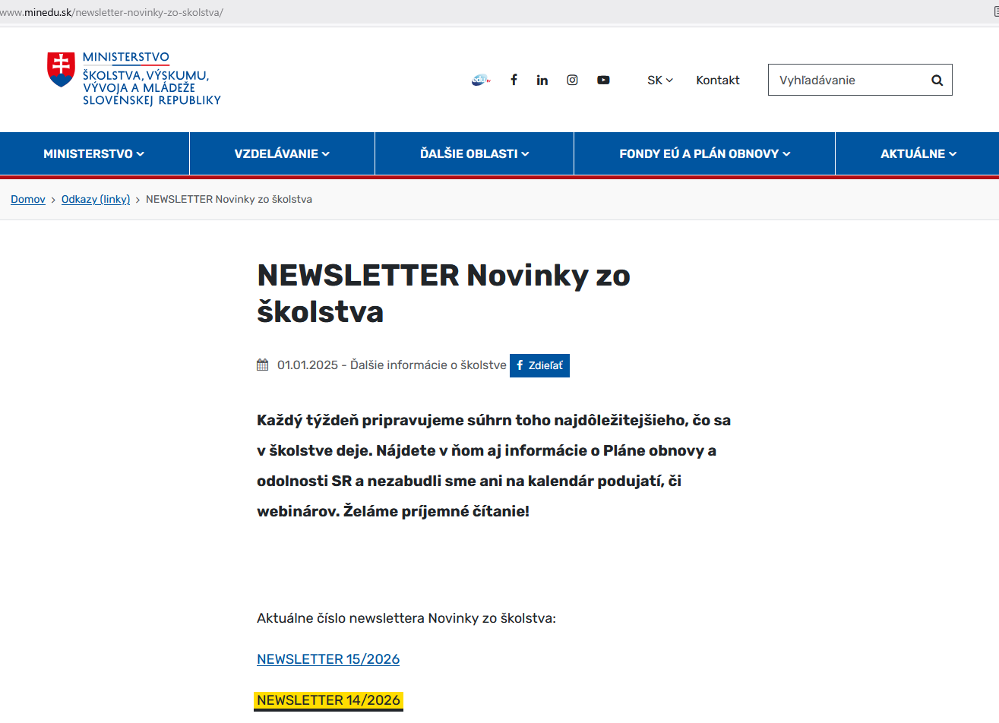 www.minedu.sk/newsletter-novinky-zo-skolstva/
MINISTERSTVO
ŠKOLSTVA, VÝSKUMU,
VÝVOJA A MLÁDEŽE
SLOVENSKEJ REPUBLIKY
edu tv
SK
Kontakt
Vyhľadávanie
MINISTERSTVO
VZDELÁVANIE
ĎALŠIE OBLASTI
FONDY EÚ A PLÁN OBNOVY
AKTUÁLNE
Domov > Odkazy (linky) > NEWSLETTER Novinky zo školstva
NEWSLETTER Novinky zo
školstva
01.01.2025 - Ďalšie informácie o školstve
Zdieľať
Každý týždeň pripravujeme súhrn toho najdôležitejšieho, čo sa
v školstve deje. Nájdete v ňom aj informácie o Pláne obnovy a
odolnosti SR a nezabudli sme ani na kalendár podujatí, či
webinárov. Želáme príjemné čítanie!
Aktuálne číslo newslettera Novinky zo školstva:
NEWSLETTER 15/2026
NEWSLETTER 14/2026